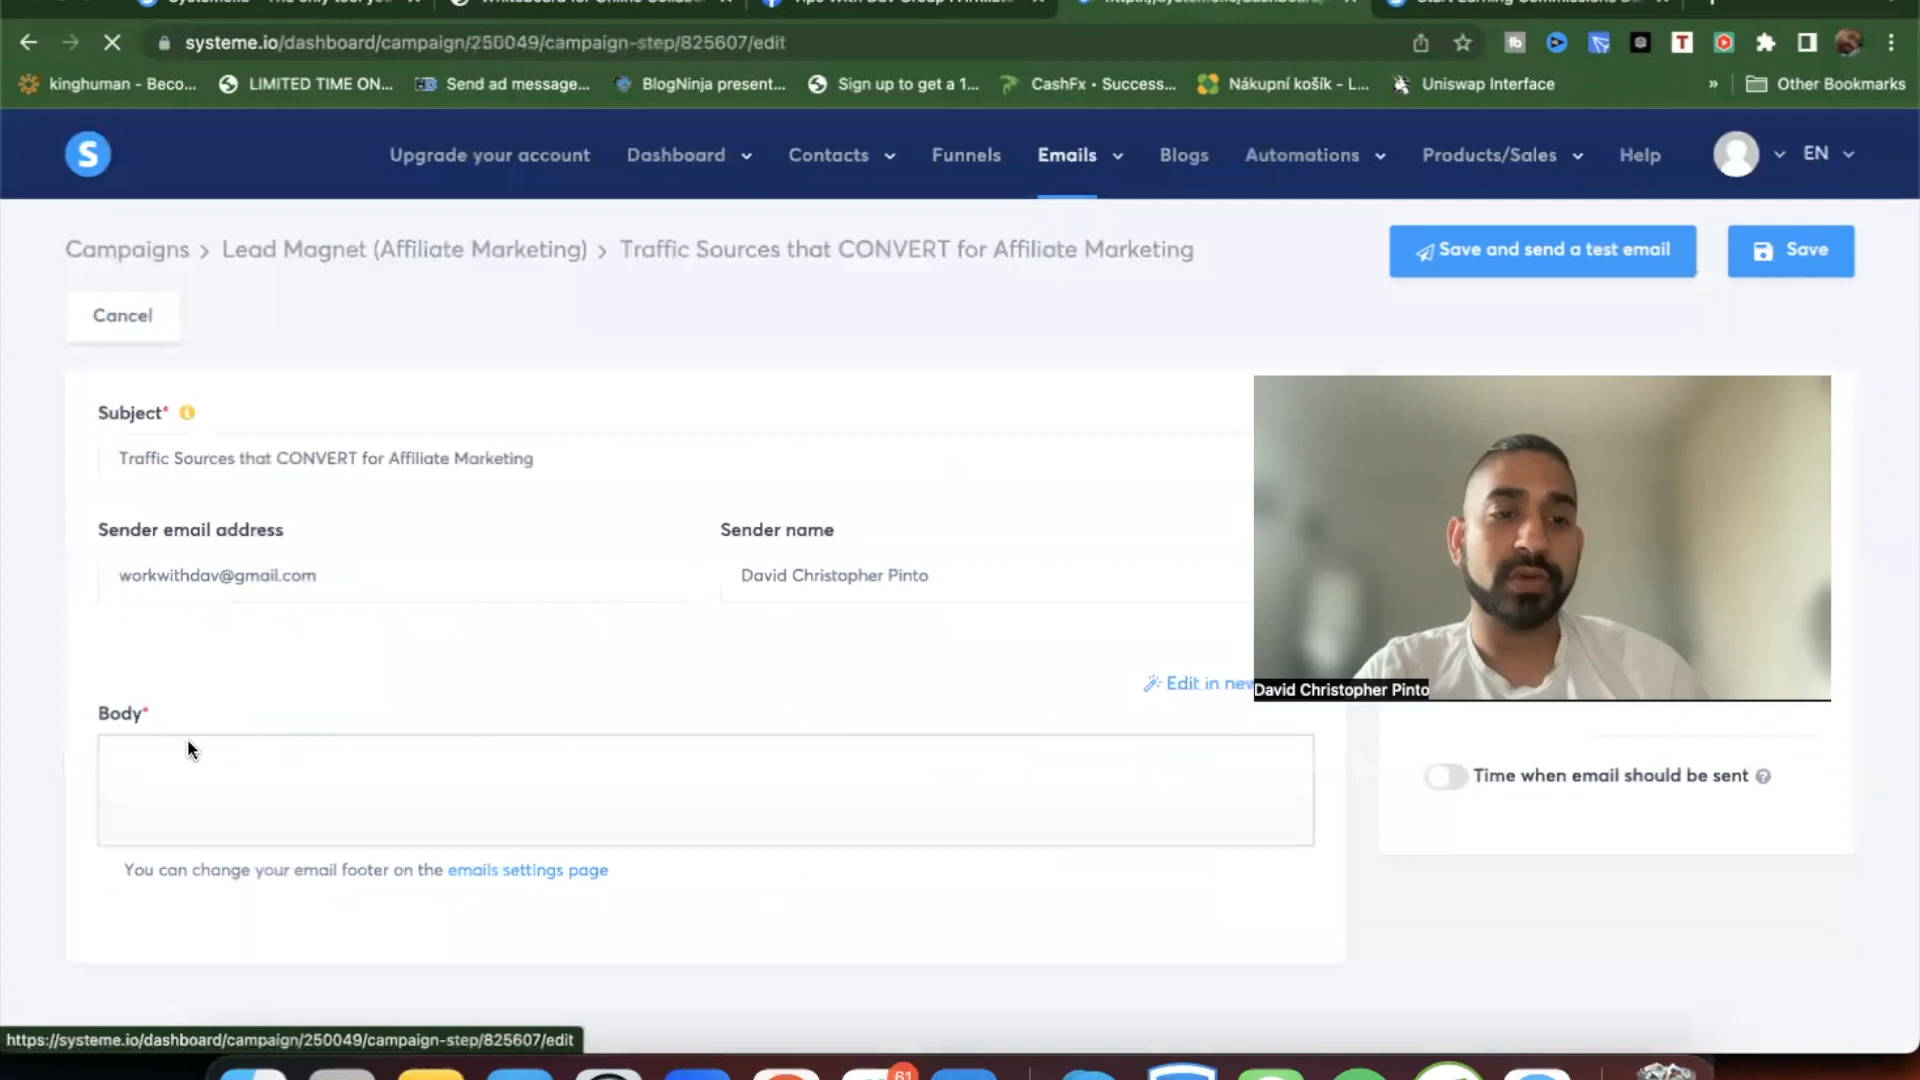 systeme.io/dashboard/campaign/250049/campaign-step/825607/edit
kinghuman - Beco... LIMITED TIME ON... Send ad message... BlogNinja present... Sign up to get a 1... CashFx • Success... Nákupní košík - L... Uniswap Interface » Other Bookmarks
S Upgrade your account Dashboard Contacts Funnels Emails Blogs Automations Products/Sales Help EN
Campaigns > Lead Magnet (Affiliate Marketing) > Traffic Sources that CONVERT for Affiliate Marketing
Save and send a test email
Save
Cancel
Subject*
Traffic Sources that CONVERT for Affiliate Marketing
Sender email address
Sender name
workwithdav@gmail.com
David Christopher Pinto
Edit in new
David Christopher Pinto
Body*
Time when email should be sent
You can change your email footer on the emails settings page
https://systeme.io/dashboard/campaign/250049/campaign-step/825607/edit
61